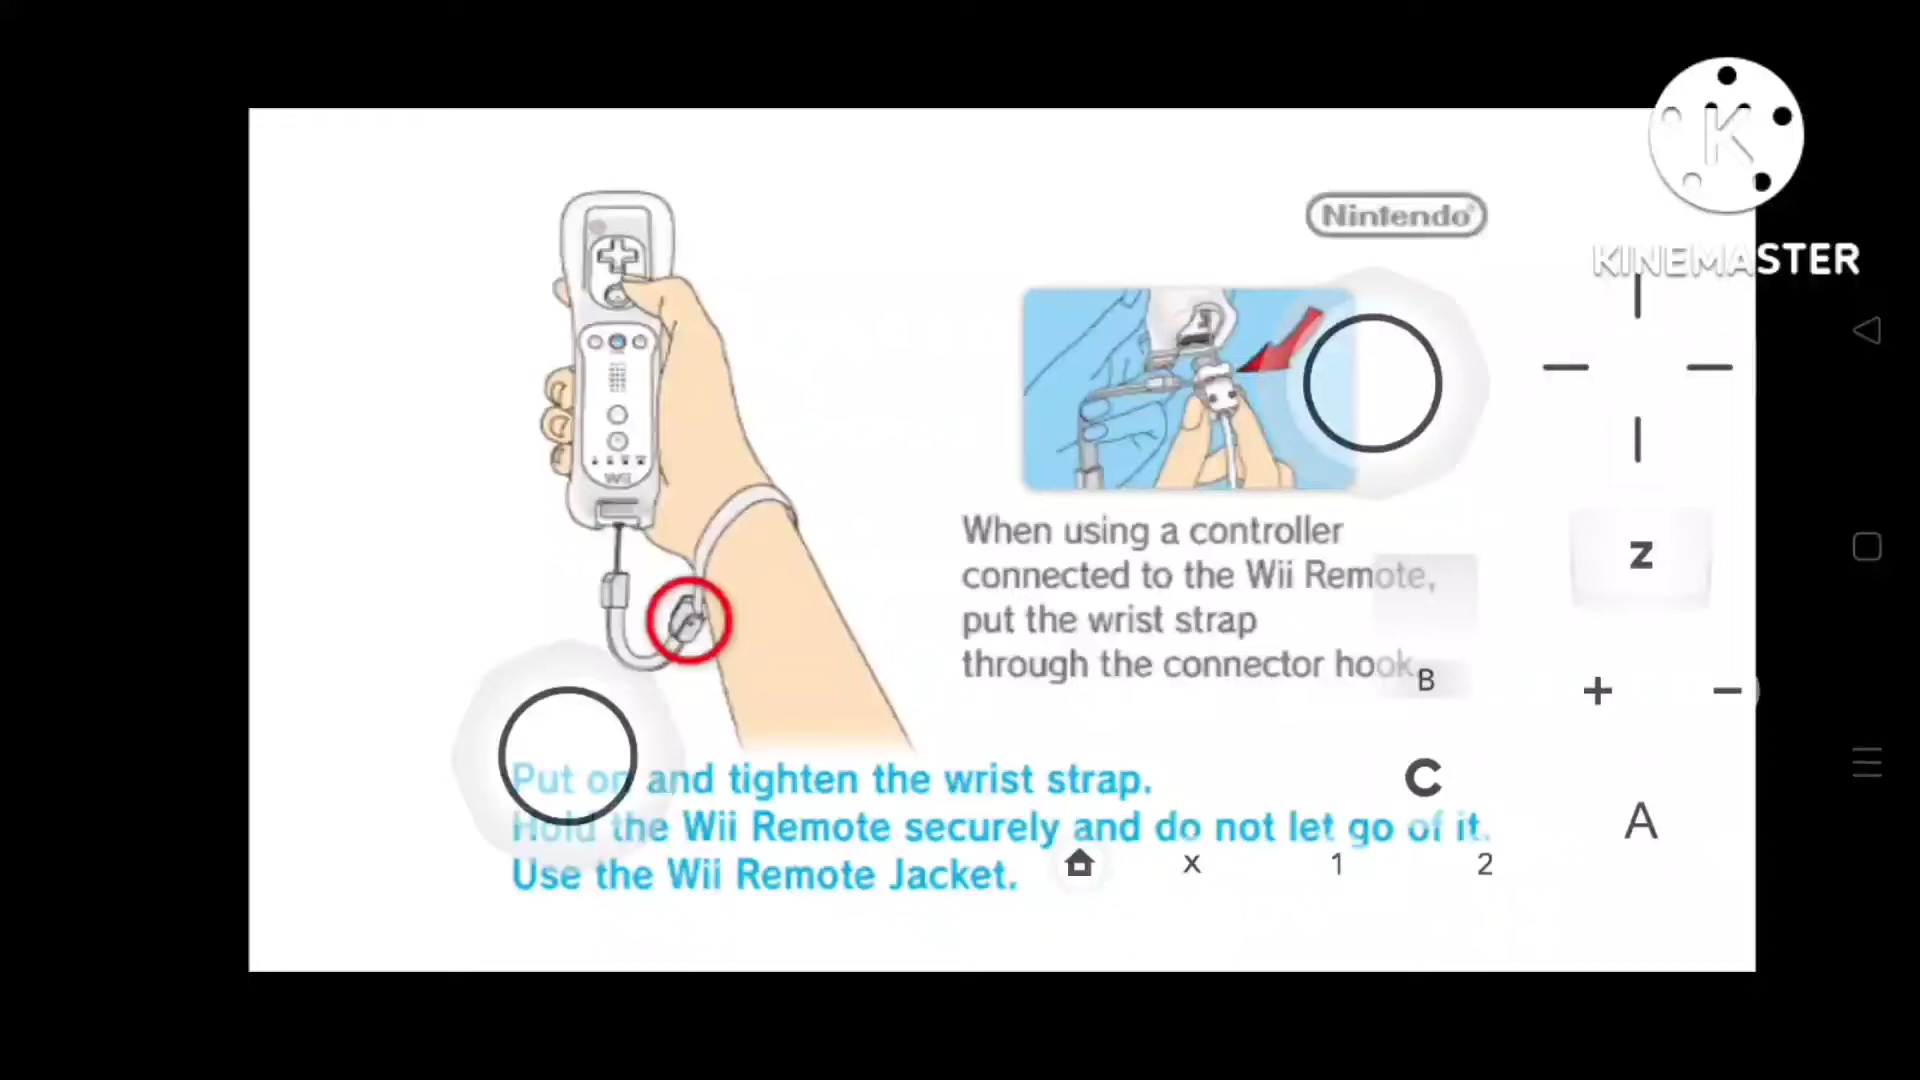 Nintendo®
KINEMASTER
K
When using a controller
connected to the Wii Remote,
put the wrist strap
through the connector hook.
Wii
Z
B
+ −
Put on and tighten the wrist strap.
Hold the Wii Remote securely and do not let go of it.
Use the Wii Remote Jacket.
C
A
x 1 2